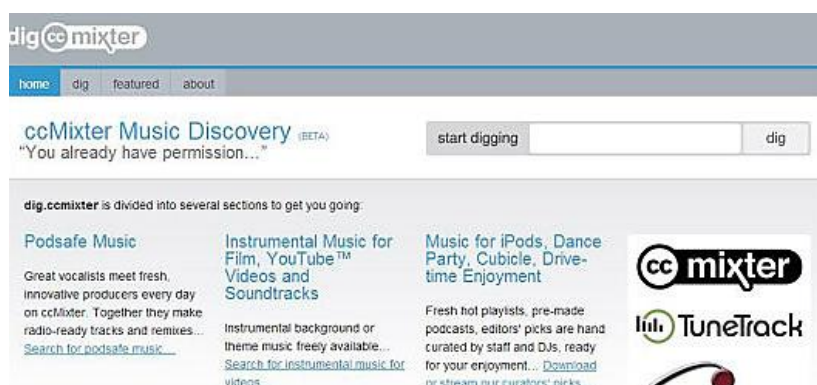 dig cc mixter
home dig featured about
ccMixter Music Discovery (BETA)
"You already have permission..."
start digging dig
dig.ccmixter is divided into several sections to get you going:
Podsafe Music
Great vocalists meet fresh,
innovative producers every day
on ccMixter. Together they make
radio-ready tracks and remixes...
Search for podsafe music...
Instrumental Music for
Film, YouTube™
Videos and
Soundtracks
Instrumental background or
theme music freely available...
Search for instrumental music for
videos
Music for iPods, Dance
Party, Cubicle, Drive-
time Enjoyment
Fresh hot playlists, pre-made
podcasts, editors' picks are hand
curated by staff and DJs, ready
for your enjoyment... Download
or stream our curators' picks
cc mixter
TuneTrack